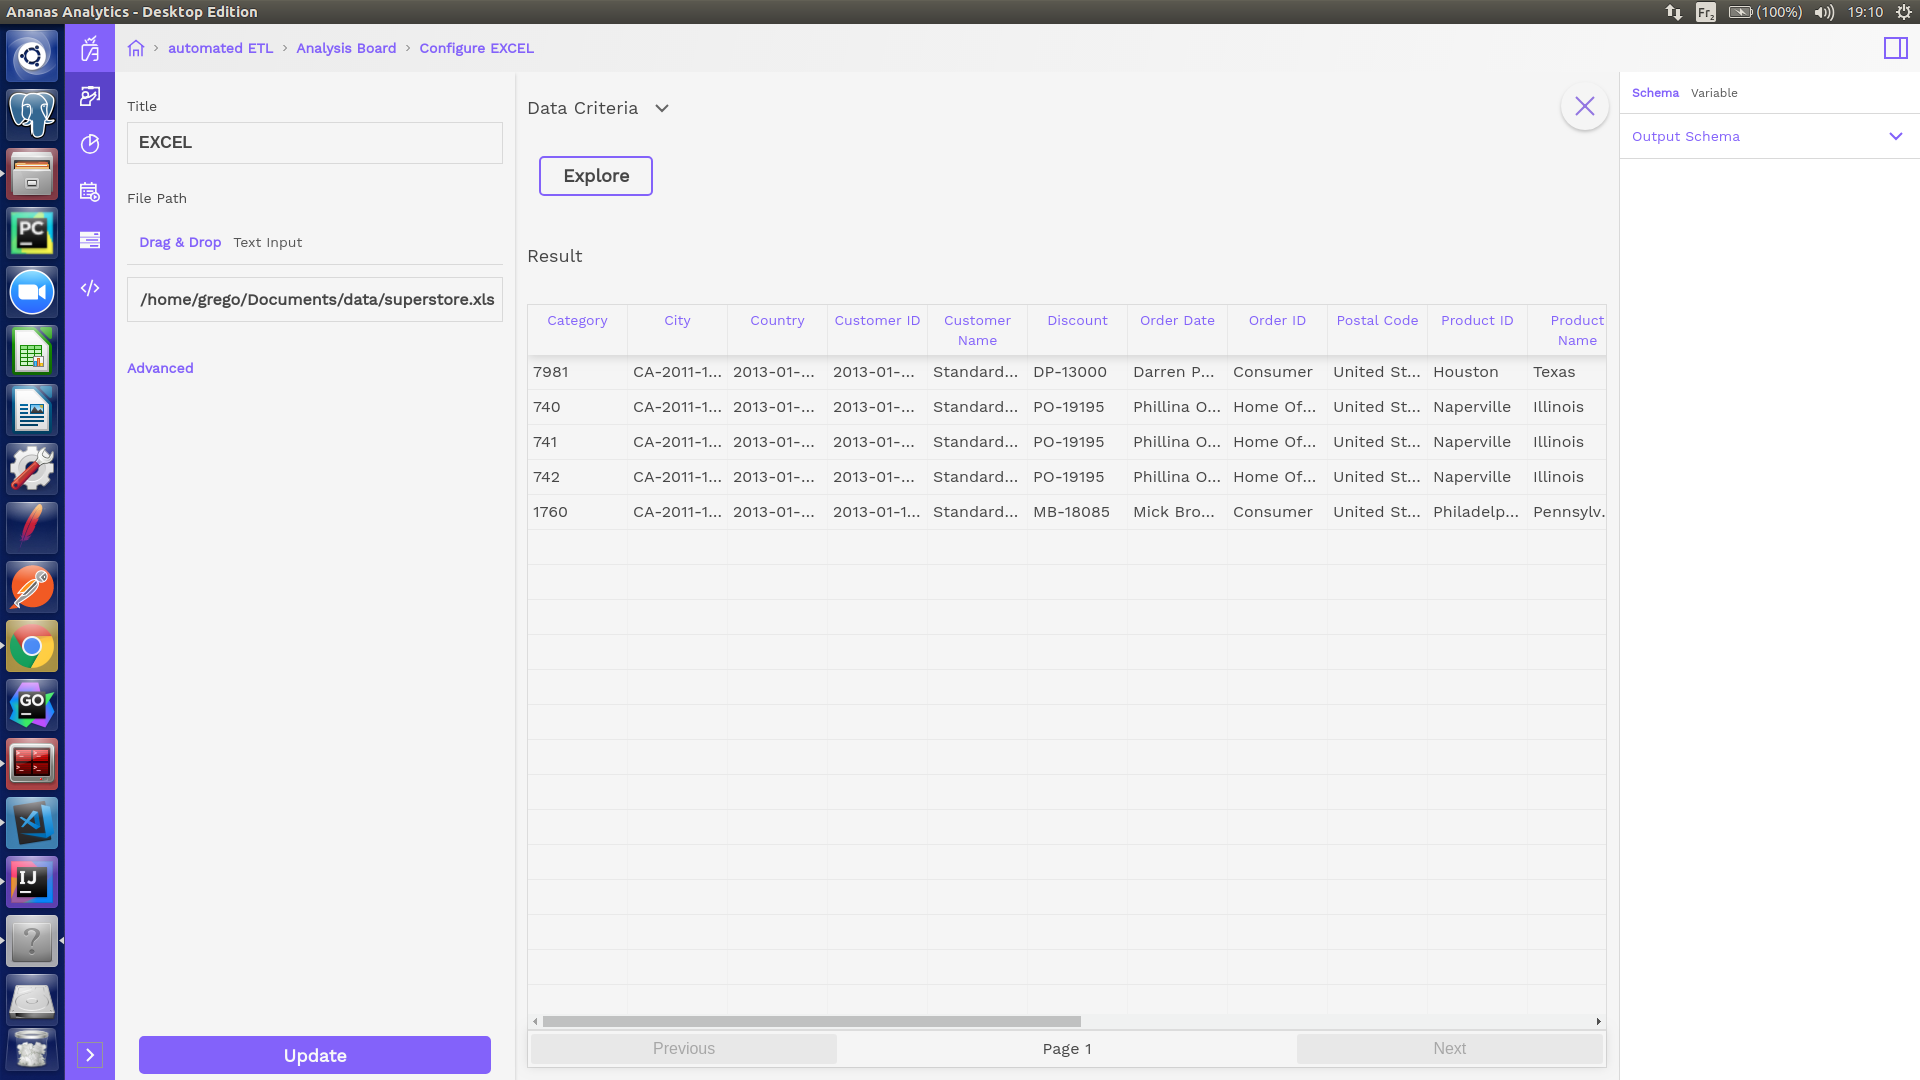 Ananas Analytics - Desktop Edition
Fr2 (100%) 19:10
automated ETL > Analysis Board > Configure EXCEL
Title
EXCEL
File Path
Drag & Drop Text Input
/home/grego/Documents/data/superstore.xls
Advanced
Update
Data Criteria
Explore
Result
Category City Country Customer ID Customer Name Discount Order Date Order ID Postal Code Product ID Product Name
7981 CA-2011-1... 2013-01-... 2013-01-... Standard... DP-13000 Darren P... Consumer United St... Houston Texas
740 CA-2011-1... 2013-01-... 2013-01-... Standard... PO-19195 Phillina O... Home Of... United St... Naperville Illinois
741 CA-2011-1... 2013-01-... 2013-01-... Standard... PO-19195 Phillina O... Home Of... United St... Naperville Illinois
742 CA-2011-1... 2013-01-... 2013-01-... Standard... PO-19195 Phillina O... Home Of... United St... Naperville Illinois
1760 CA-2011-1... 2013-01-... 2013-01-1... Standard... MB-18085 Mick Bro... Consumer United St... Philadelp... Pennsylv.
Previous Page 1 Next
Schema Variable
Output Schema
PC
GO
IJ